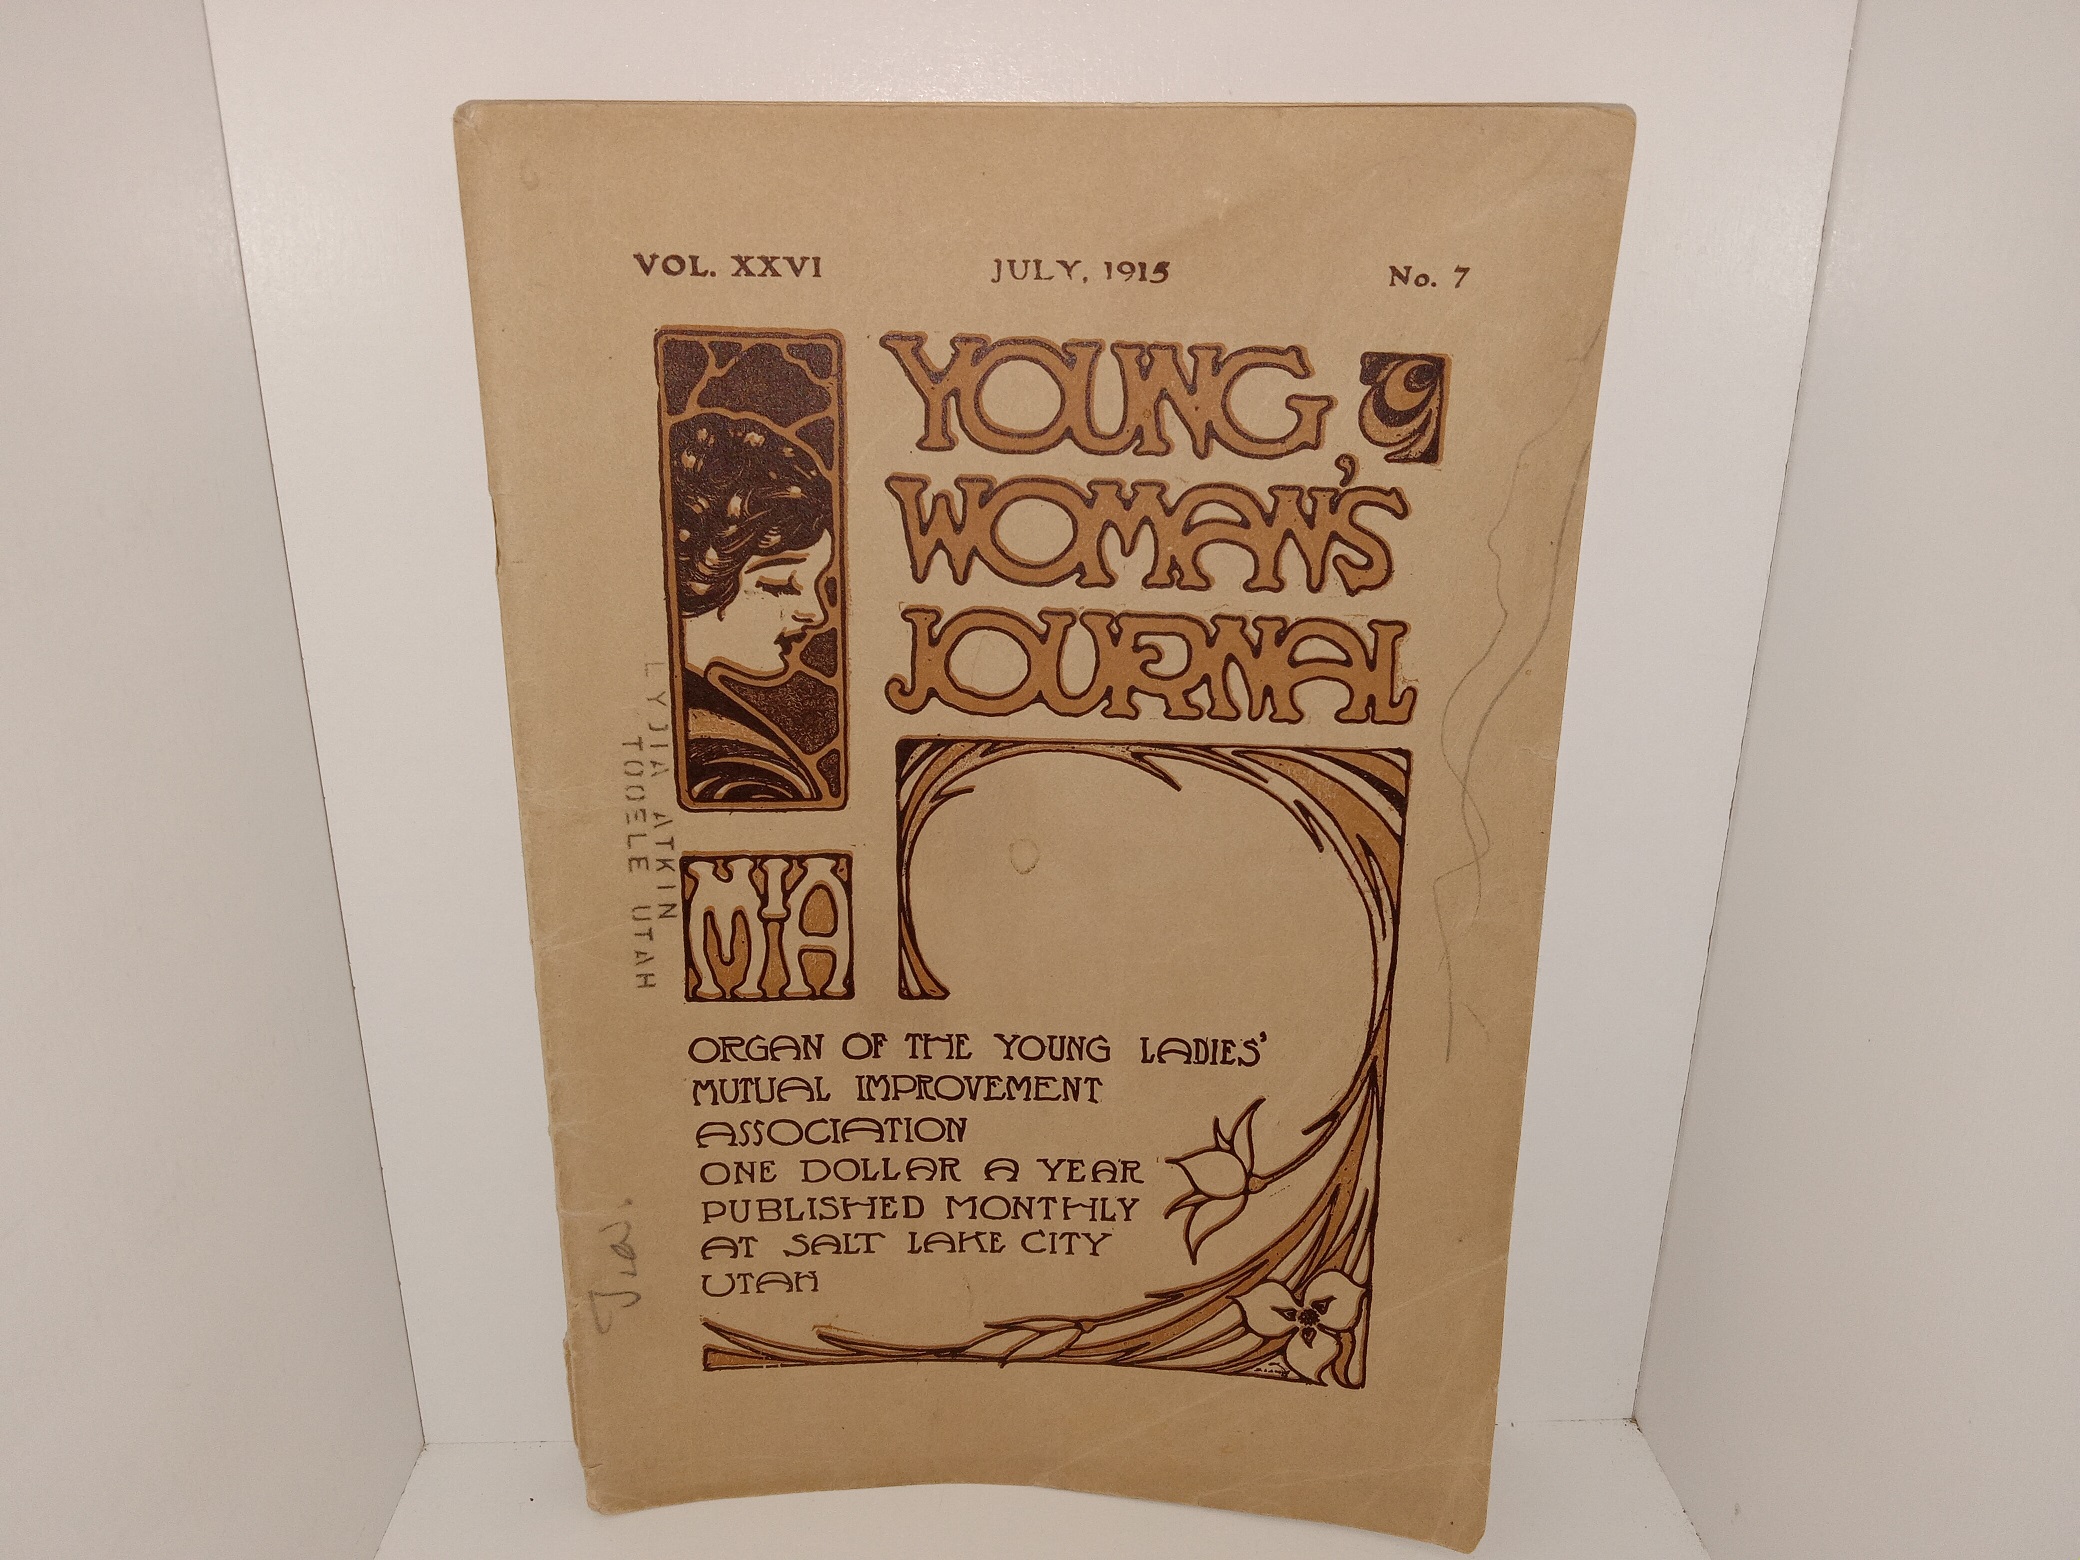 VOL. XXVI JULY, 1915 No. 7
YOUNG
WOMAN'S
JOURNAL
LYDIA ATKIN
TOOELE UTAH
MIA
ORGAN OF THE YOUNG LADIES'
MUTUAL IMPROVEMENT
ASSOCIATION
ONE DOLLAR A YEAR
PUBLISHED MONTHLY
AT SALT LAKE CITY
UTAH